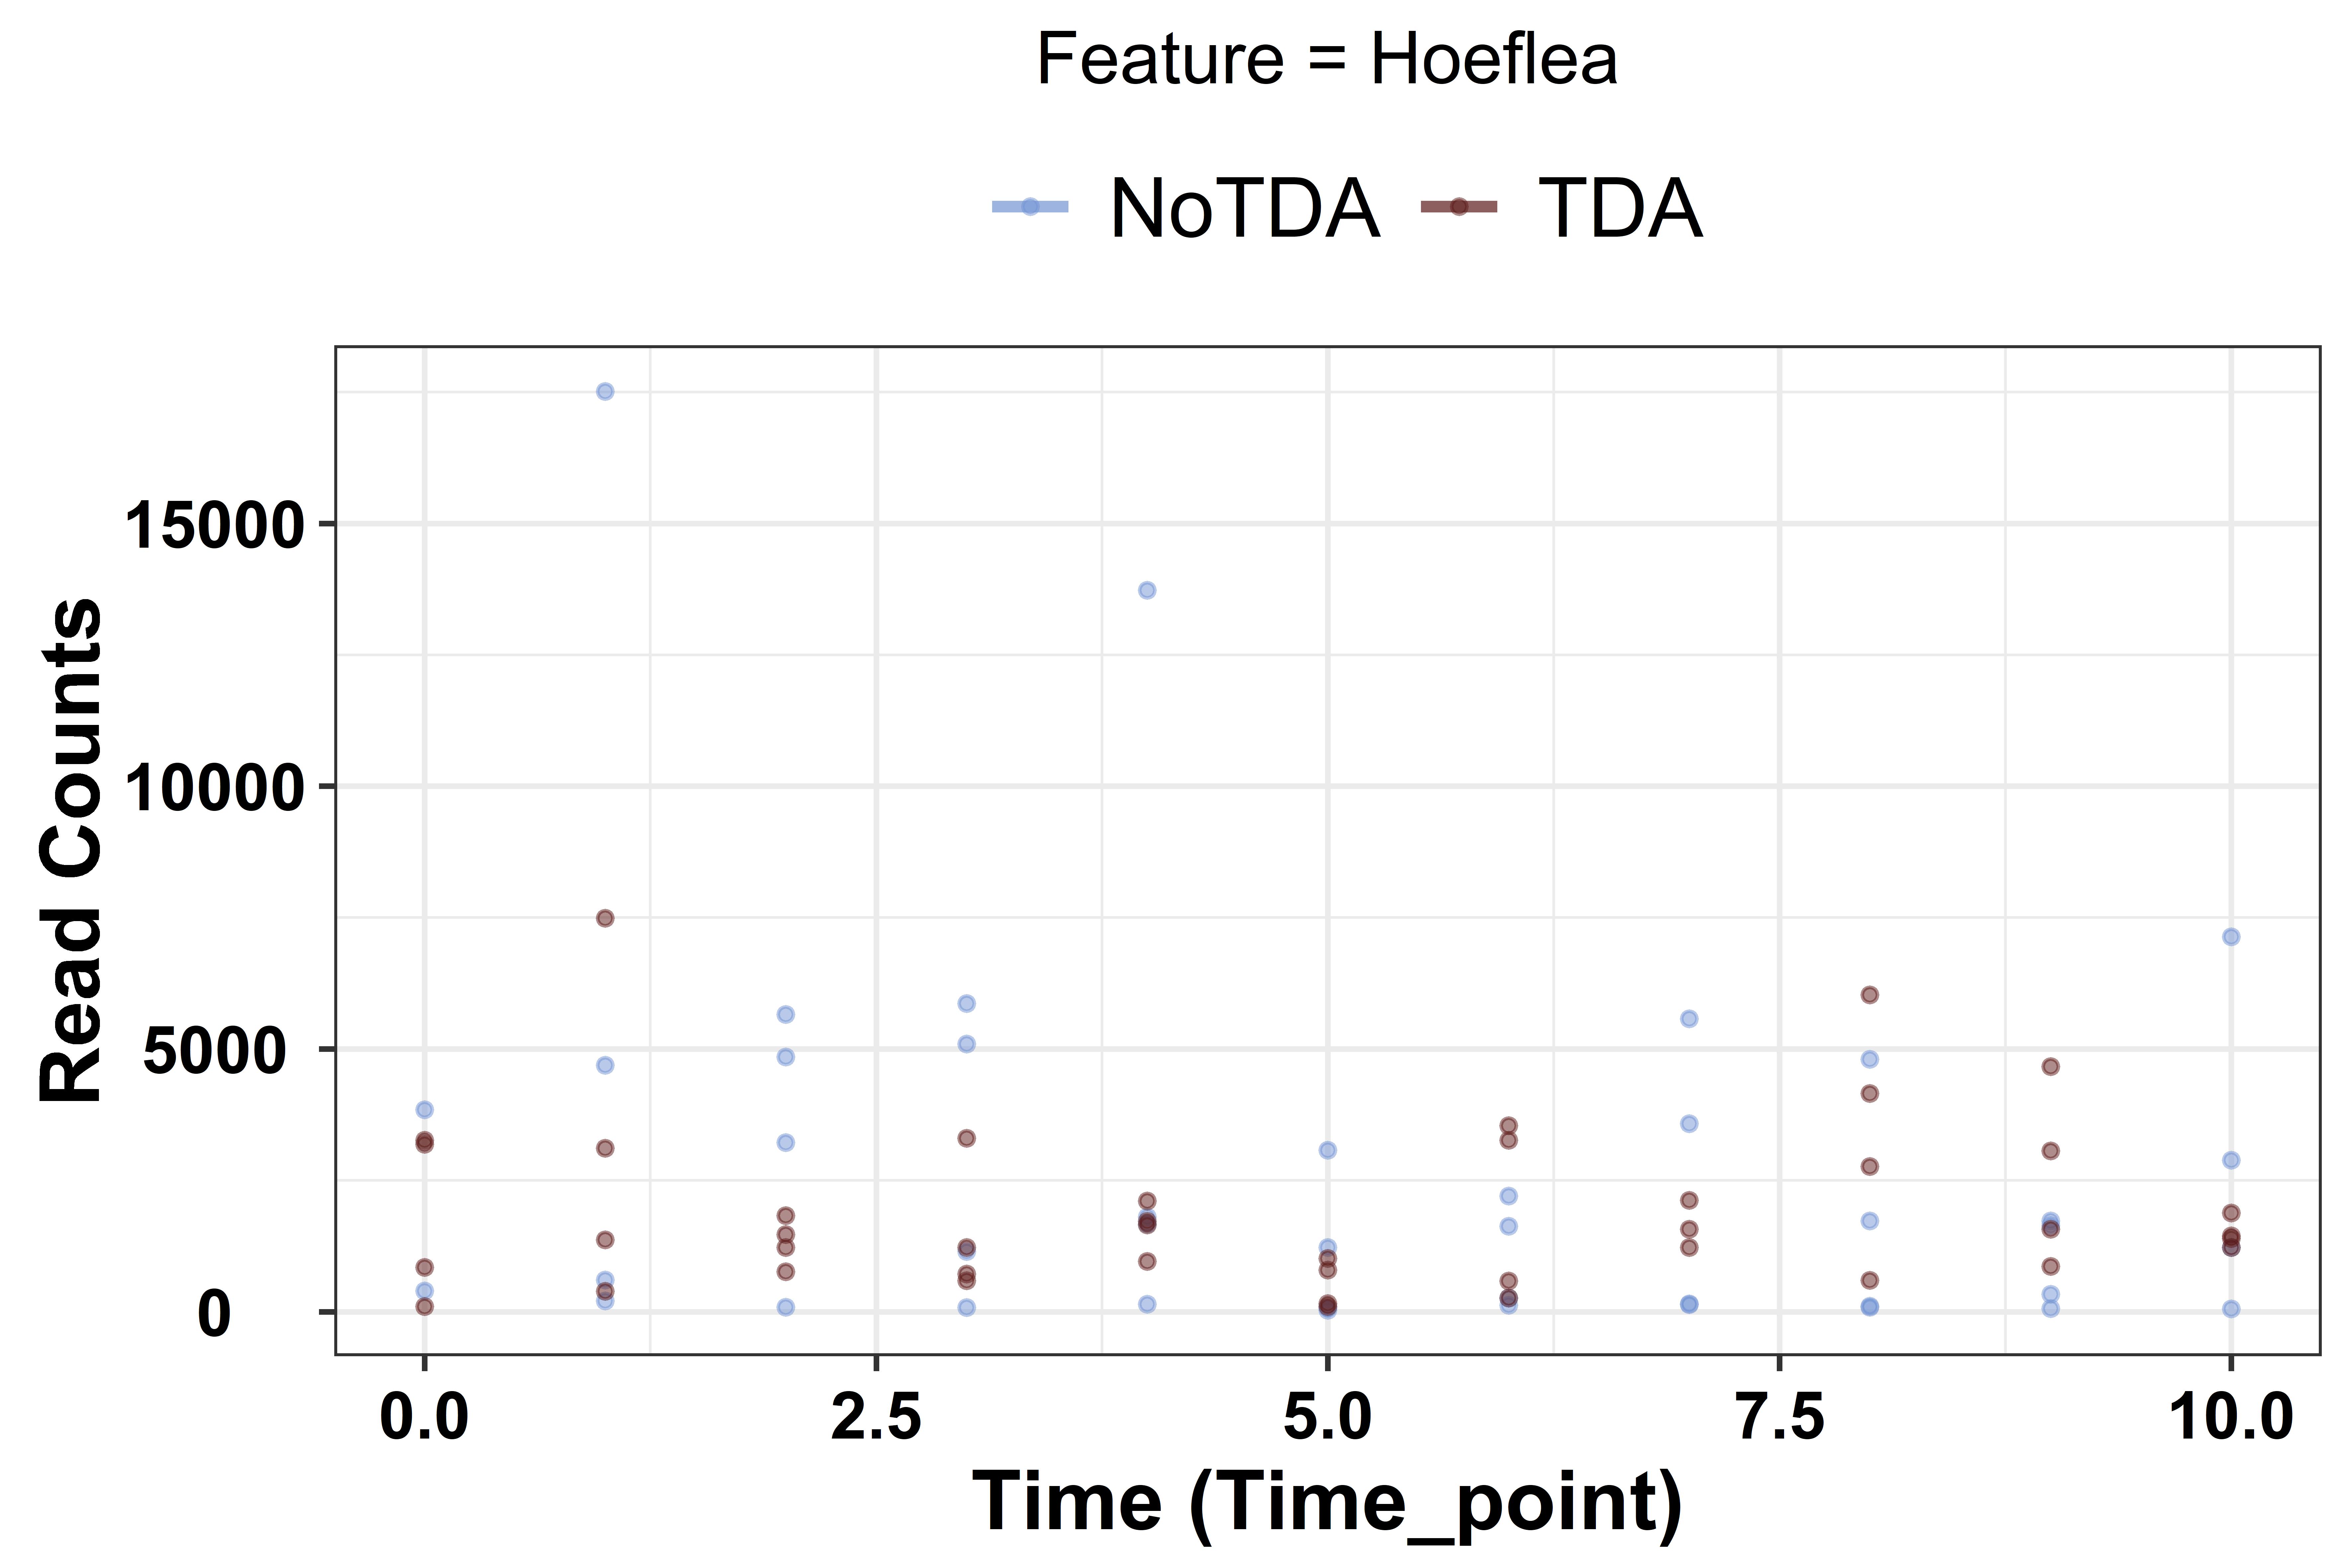 Feature = Hoeflea
NoTDA TDA
Read Counts
15000
10000
5000
0
0.0 2.5 5.0 7.5 10.0
Time (Time_point)